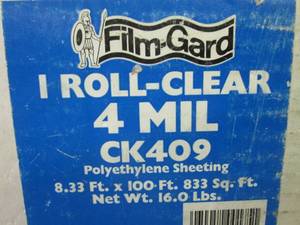 Film-Gard
1 ROLL-CLEAR
4 MIL
CK409
Polyethylene Sheeting
8.33 Ft. x 100 Ft. 833 Sq. Ft.
Net Wt. 16.0 Lbs.